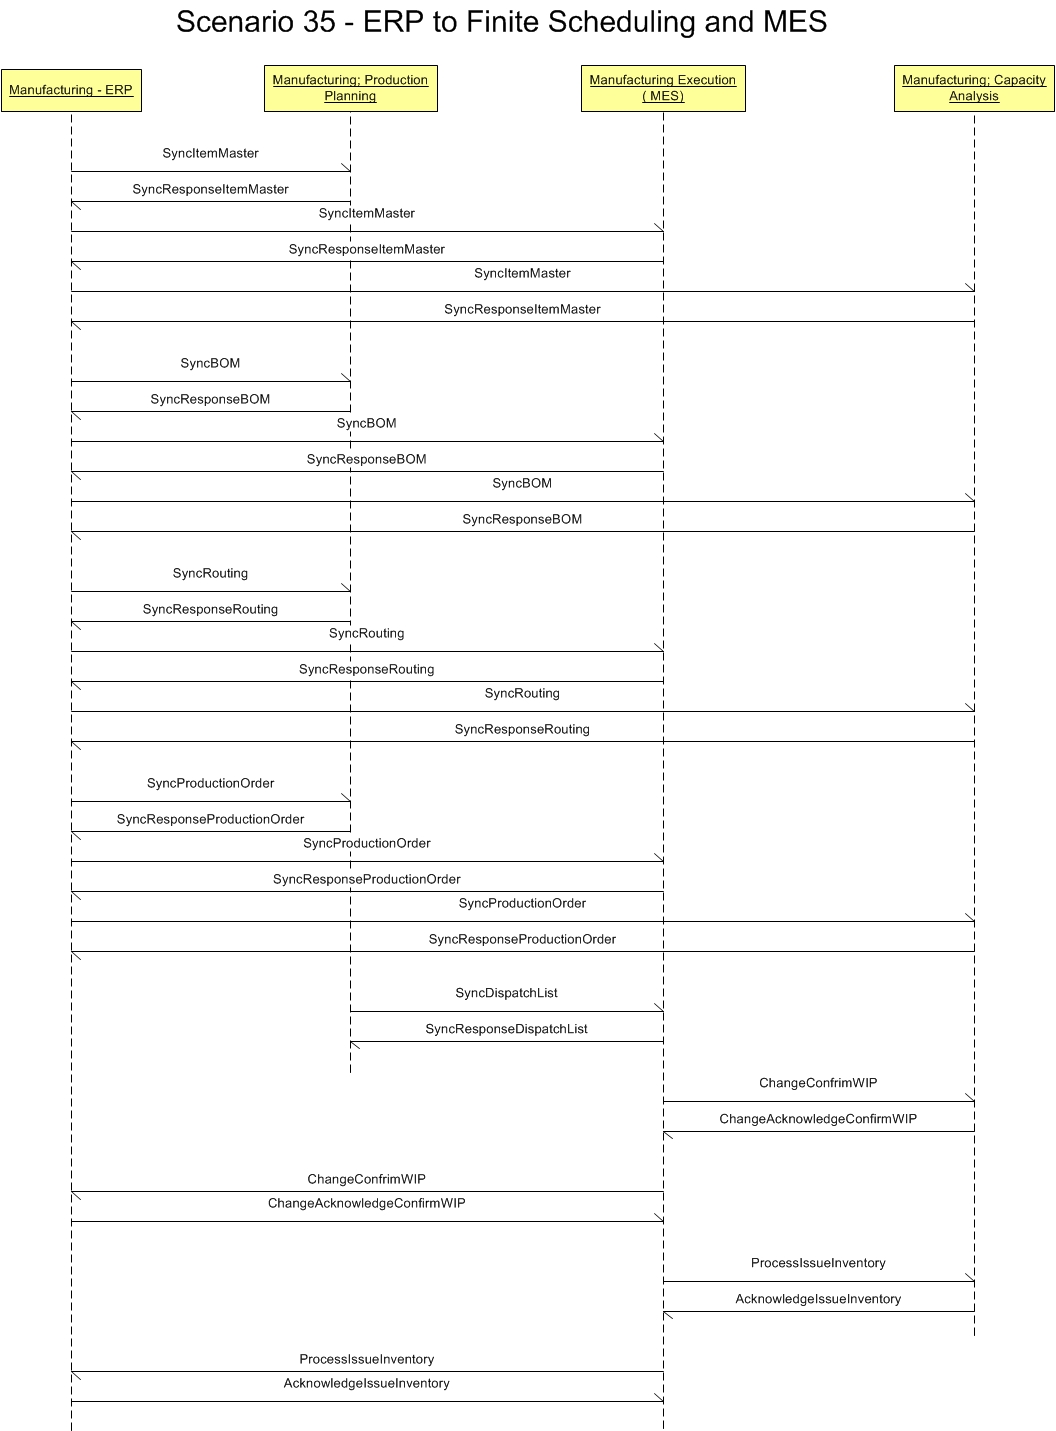 Scenario 35 - ERP to Finite Scheduling and MES
Manufacturing - ERP
Manufacturing; Production
Planning
Manufacturing Execution
( MES)
Manufacturing; Capacity
Analysis
SyncItemMaster
SyncResponseItemMaster
SyncItemMaster
SyncResponseItemMaster
SyncItemMaster
SyncResponseItemMaster
SyncBOM
SyncResponseBOM
SyncBOM
SyncResponseBOM
SyncBOM
SyncResponseBOM
SyncRouting
SyncResponseRouting
SyncRouting
SyncResponseRouting
SyncRouting
SyncResponseRouting
SyncProductionOrder
SyncResponseProductionOrder
SyncProductionOrder
SyncResponseProductionOrder
SyncProductionOrder
SyncResponseProductionOrder
SyncDispatchList
SyncResponseDispatchList
ChangeConfrimWIP
ChangeAcknowledgeConfirmWIP
ChangeConfrimWIP
ChangeAcknowledgeConfirmWIP
ProcessIssueInventory
AcknowledgeIssueInventory
ProcessIssueInventory
AcknowledgeIssueInventory